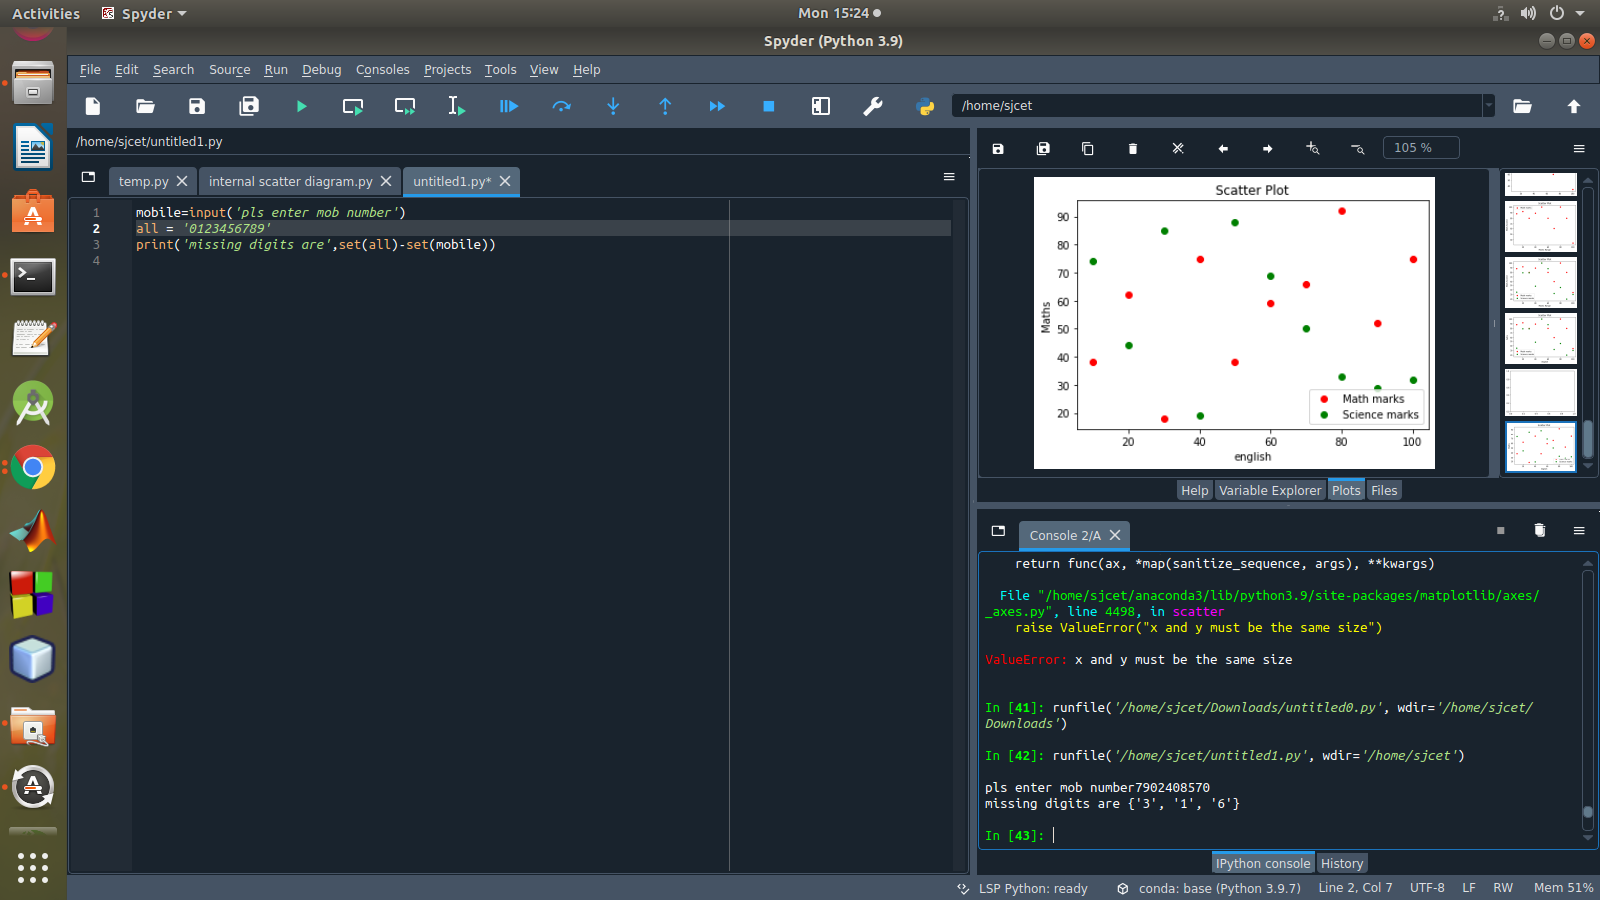 Activities
Spyder
Mon 15:24
Spyder (Python 3.9)
File Edit Search Source Run Debug Consoles Projects Tools View Help
/home/sjcet
/home/sjcet/untitled1.py
temp.py
internal scatter diagram.py
untitled1.py*
1 mobile=input('pls enter mob number')
2 all = '0123456789'
3 print('missing digits are',set(all)-set(mobile))
4
105 %
Scatter Plot
90
80
70
60
50
40
30
20
Maths
20 40 60 80 100
english
Math marks
Science marks
Help Variable Explorer Plots Files
Console 2/A
return func(ax, *map(sanitize_sequence, args), **kwargs)
File "/home/sjcet/anaconda3/lib/python3.9/site-packages/matplotlib/axes/
_axes.py", line 4498, in scatter
raise ValueError("x and y must be the same size")
ValueError: x and y must be the same size
In [41]: runfile('/home/sjcet/Downloads/untitled0.py', wdir='/home/sjcet/
Downloads')
In [42]: runfile('/home/sjcet/untitled1.py', wdir='/home/sjcet')
pls enter mob number7902408570
missing digits are {'3', '1', '6'}
In [43]:
IPython console History
LSP Python: ready conda: base (Python 3.9.7) Line 2, Col 7 UTF-8 LF RW Mem 51%